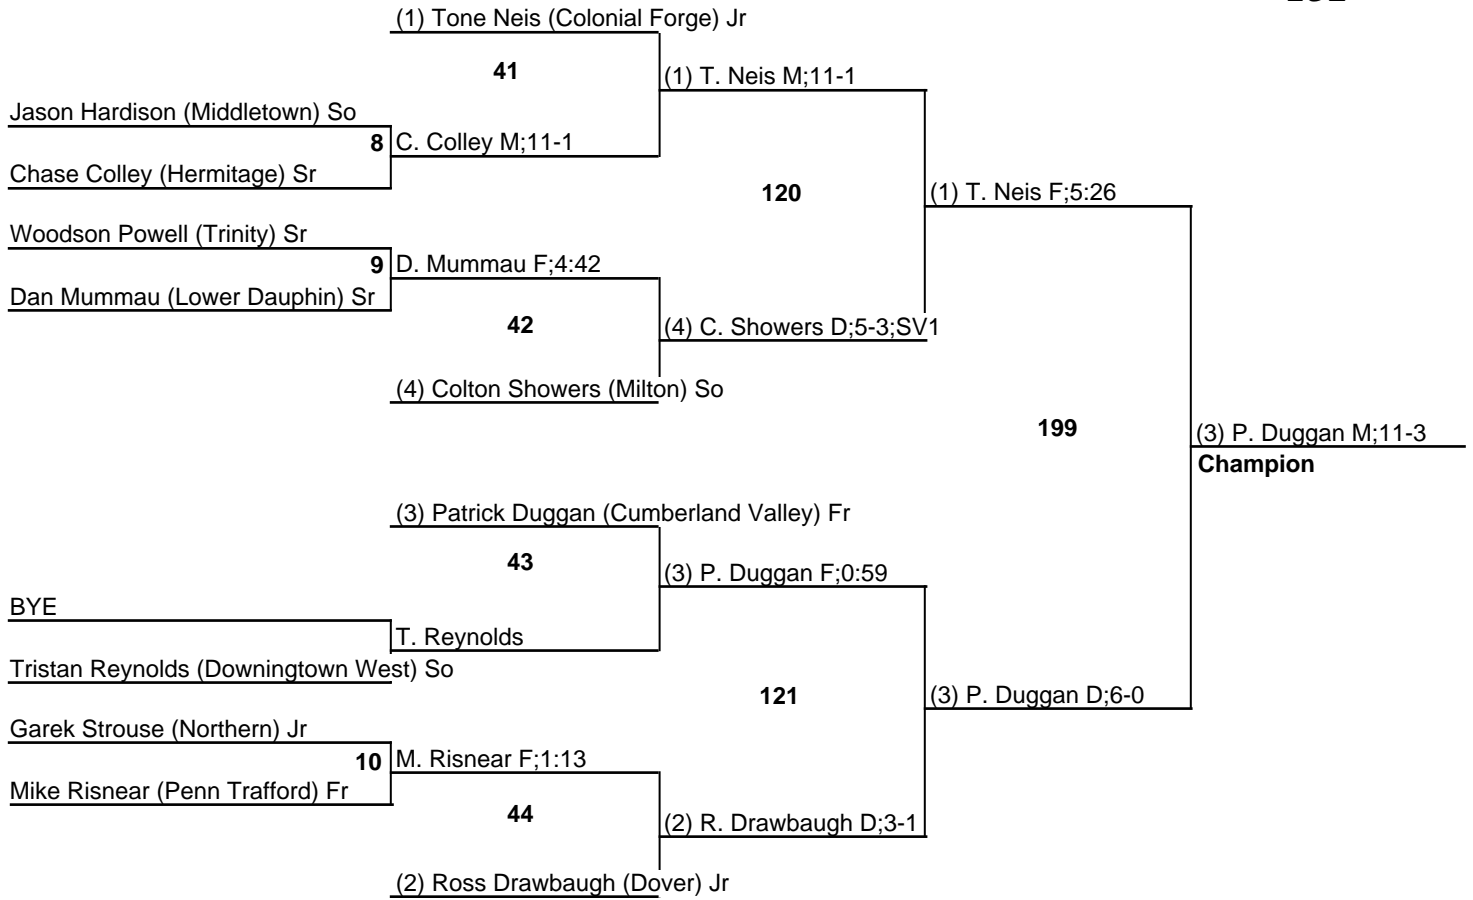 (1) Tone Neis (Colonial Forge) Jr
41
(1) T. Neis M;11-1
Jason Hardison (Middletown) So
8 C. Colley M;11-1
Chase Colley (Hermitage) Sr
120
(1) T. Neis F;5:26
Woodson Powell (Trinity) Sr
9 D. Mummau F;4:42
Dan Mummau (Lower Dauphin) Sr
42
(4) C. Showers D;5-3;SV1
(4) Colton Showers (Milton) So
199
(3) P. Duggan M;11-3
Champion
(3) Patrick Duggan (Cumberland Valley) Fr
43
(3) P. Duggan F;0:59
BYE
T. Reynolds
Tristan Reynolds (Downingtown West) So
121
(3) P. Duggan D;6-0
Garek Strouse (Northern) Jr
10 M. Risnear F;1:13
Mike Risnear (Penn Trafford) Fr
44
(2) R. Drawbaugh D;3-1
(2) Ross Drawbaugh (Dover) Jr